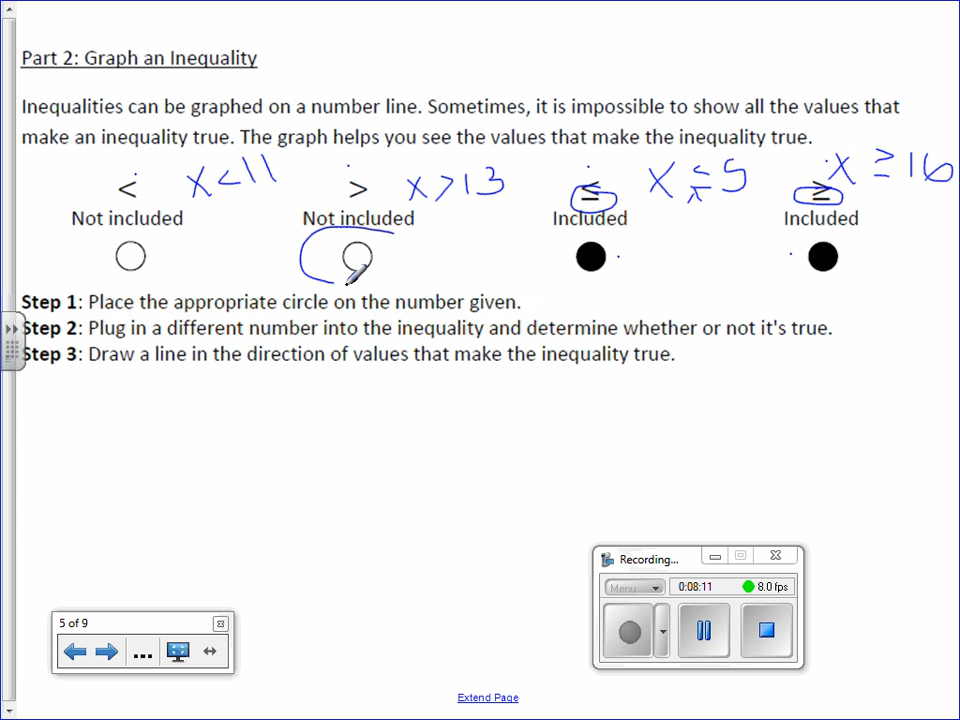 Part 2: Graph an Inequality
Inequalities can be graphed on a number line. Sometimes, it is impossible to show all the values that
make an inequality true. The graph helps you see the values that make the inequality true.
< x < 11 > x > 13 ≤ x ≤ 5 ≥ x ≥ 16
Not included Not included Included Included
Step 1: Place the appropriate circle on the number given.
Step 2: Plug in a different number into the inequality and determine whether or not it's true.
Step 3: Draw a line in the direction of values that make the inequality true.
Recording...
Menu 0:08:11 8.0 fps
5 of 9
...
Extend Page